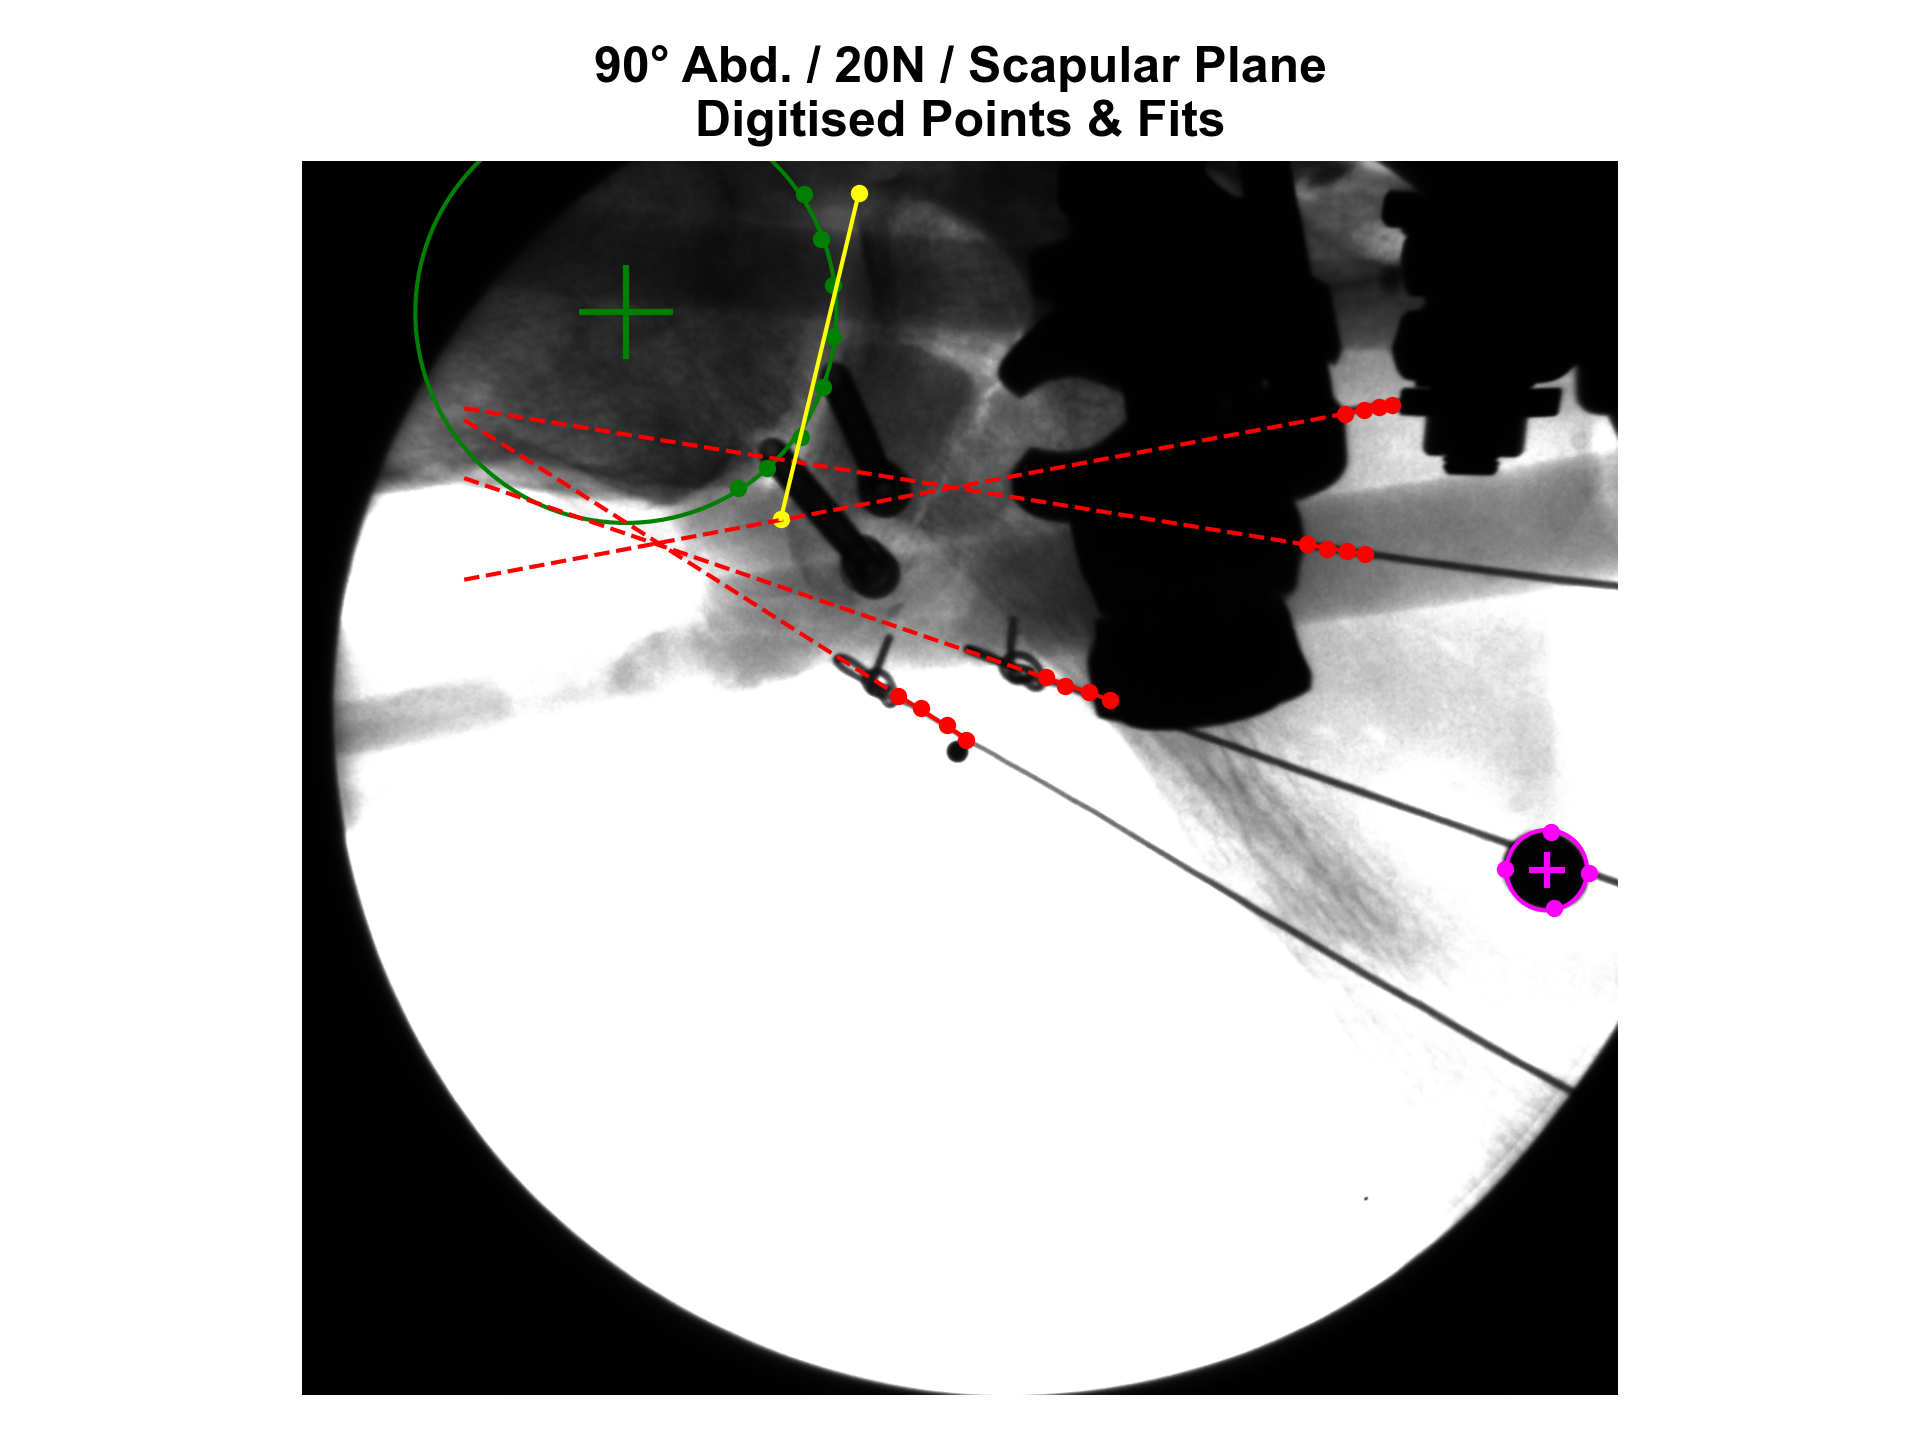 90° Abd. / 20N / Scapular Plane
Digitised Points & Fits